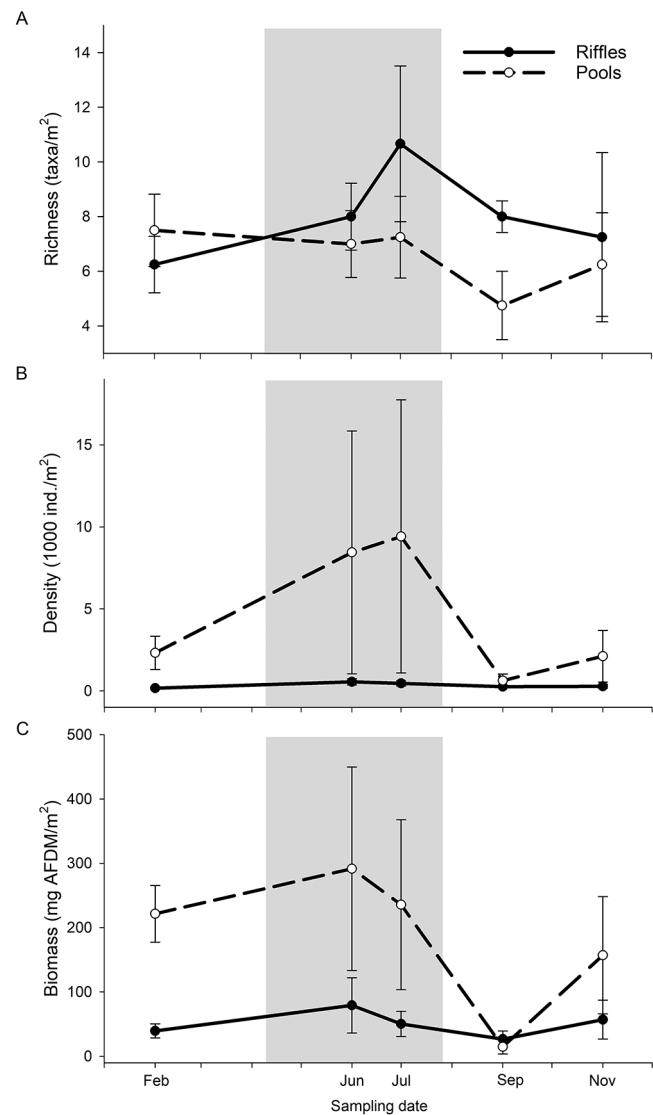 A
14
12
10
8
6
4
Richness (taxa/m²)
Riffles
Pools
B
15
10
5
0
Density (1000 ind./m²)
C
500
400
300
200
100
0
Biomass (mg AFDM/m²)
Feb Jun Jul Sep Nov
Sampling date